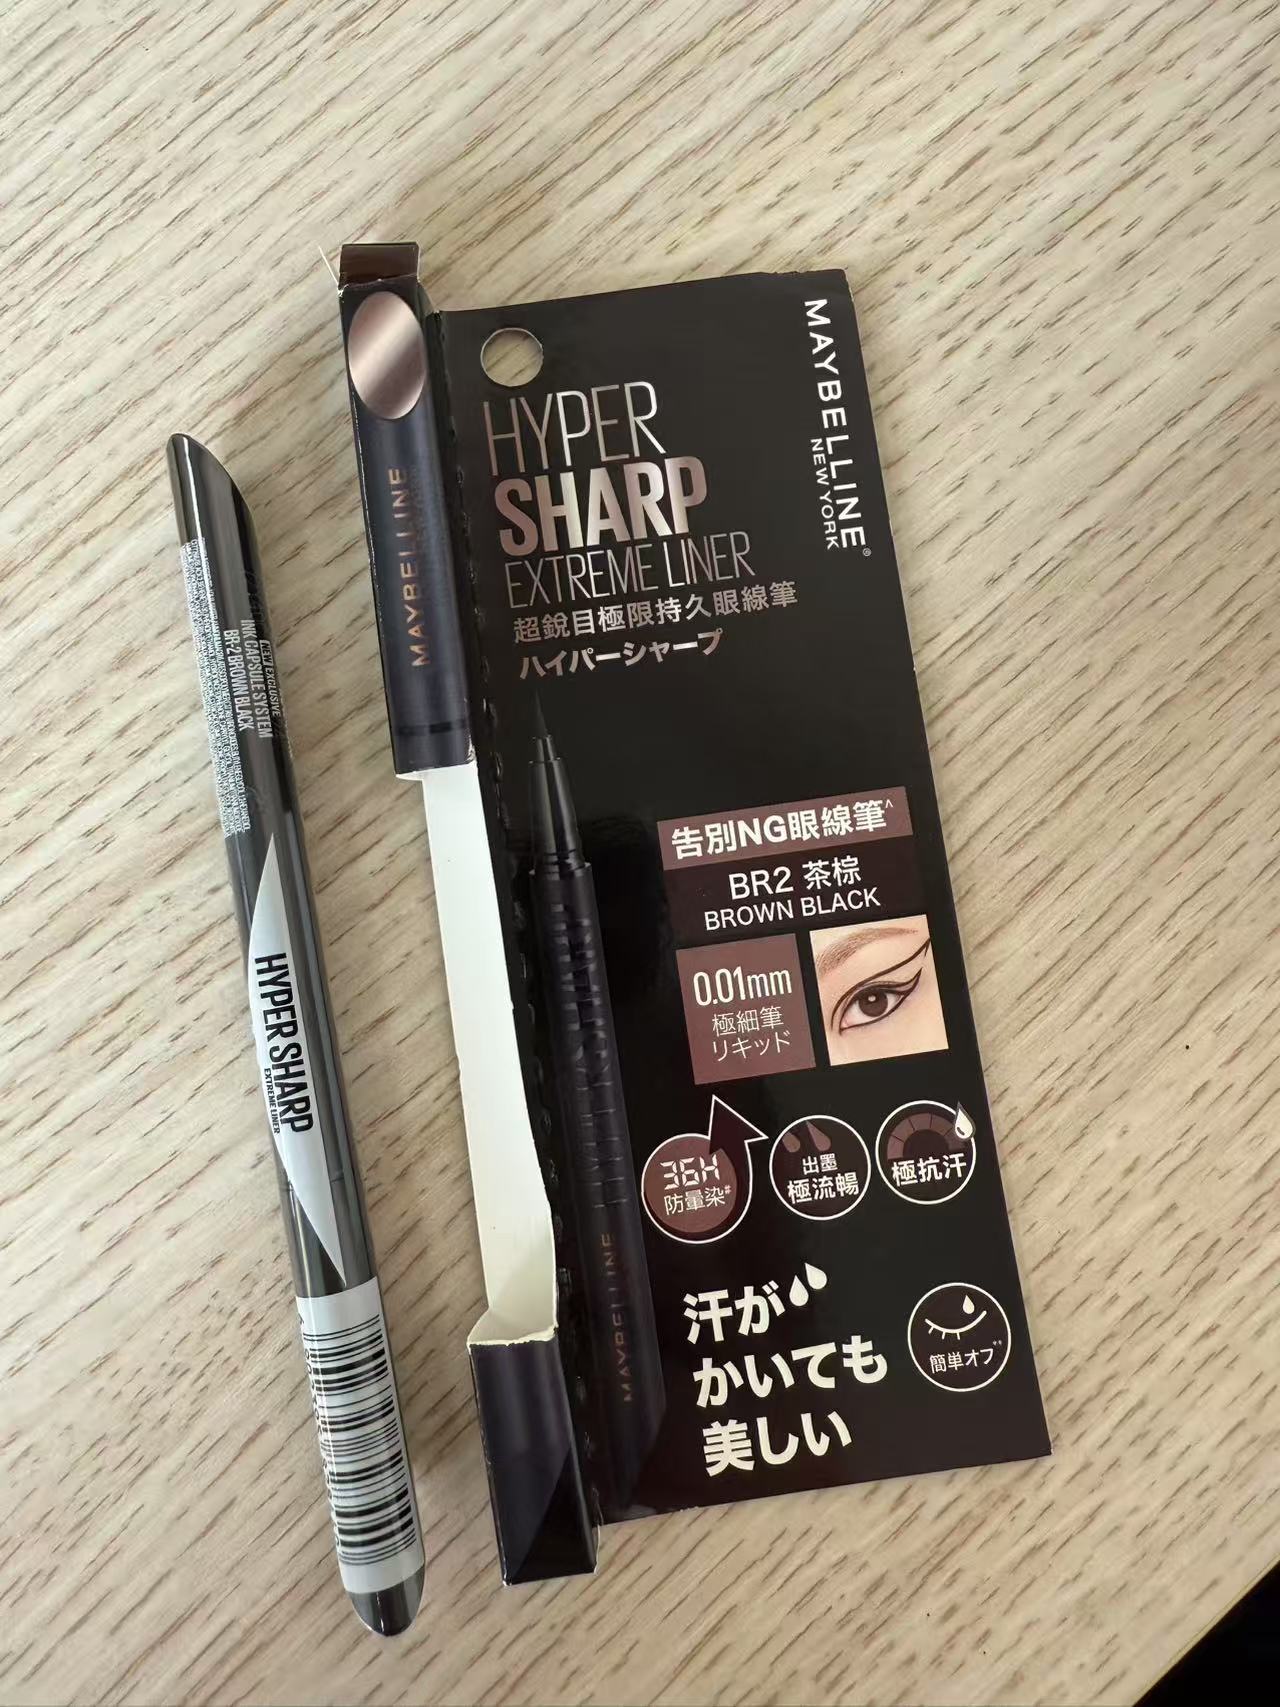 MAYBELLINE
HYPER
SHARP
EXTREME LINER
超銳目極限持久眼線筆
ハイパーシャープ
MAYBELLINE
NEW YORK
告別NG眼線筆^
BR2 茶棕
BROWN BLACK
0.01mm
極細筆
リキッド
36H
防暈染#
出墨
極流暢
極抗汗
汗が
かいても
美しい
簡単オフ**
HYPER SHARP
MAYBELLINE
NEW EXCLUSIVE
INK CAPSULE SYSTEM
BR-2 BROWN BLACK
HYPER SHARP
EXTREME LINER